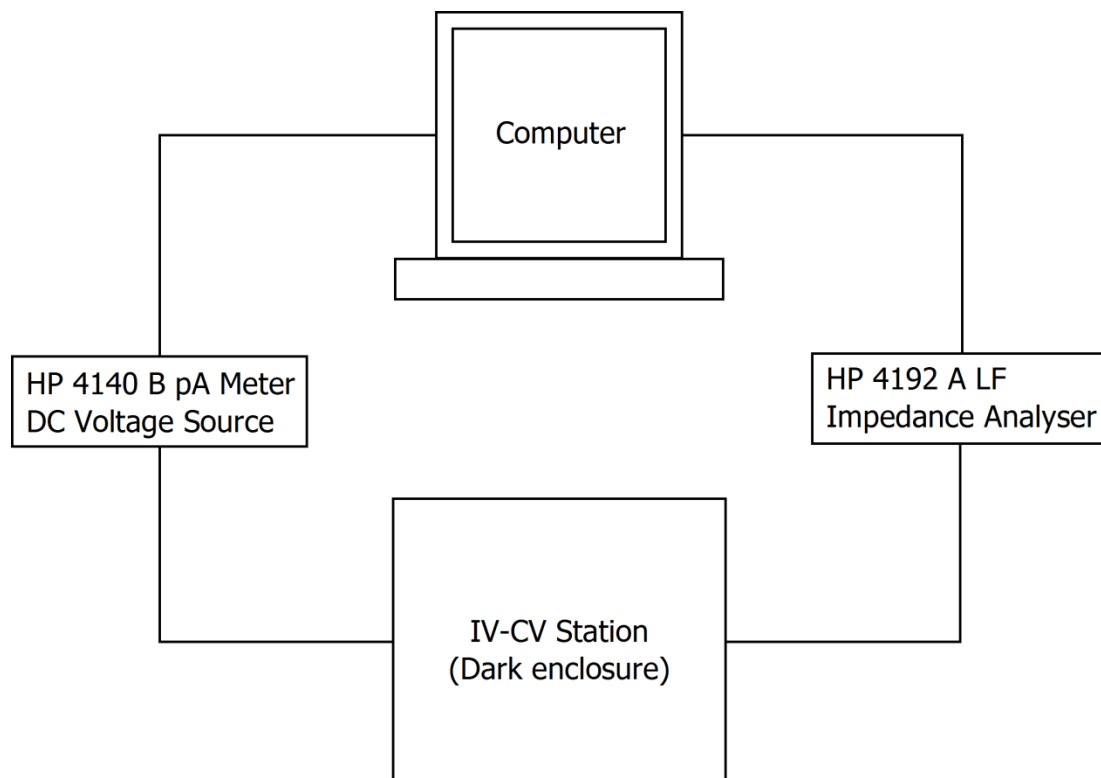 Computer
HP 4140 B pA Meter
DC Voltage Source
HP 4192 A LF
Impedance Analyser
IV-CV Station
(Dark enclosure)